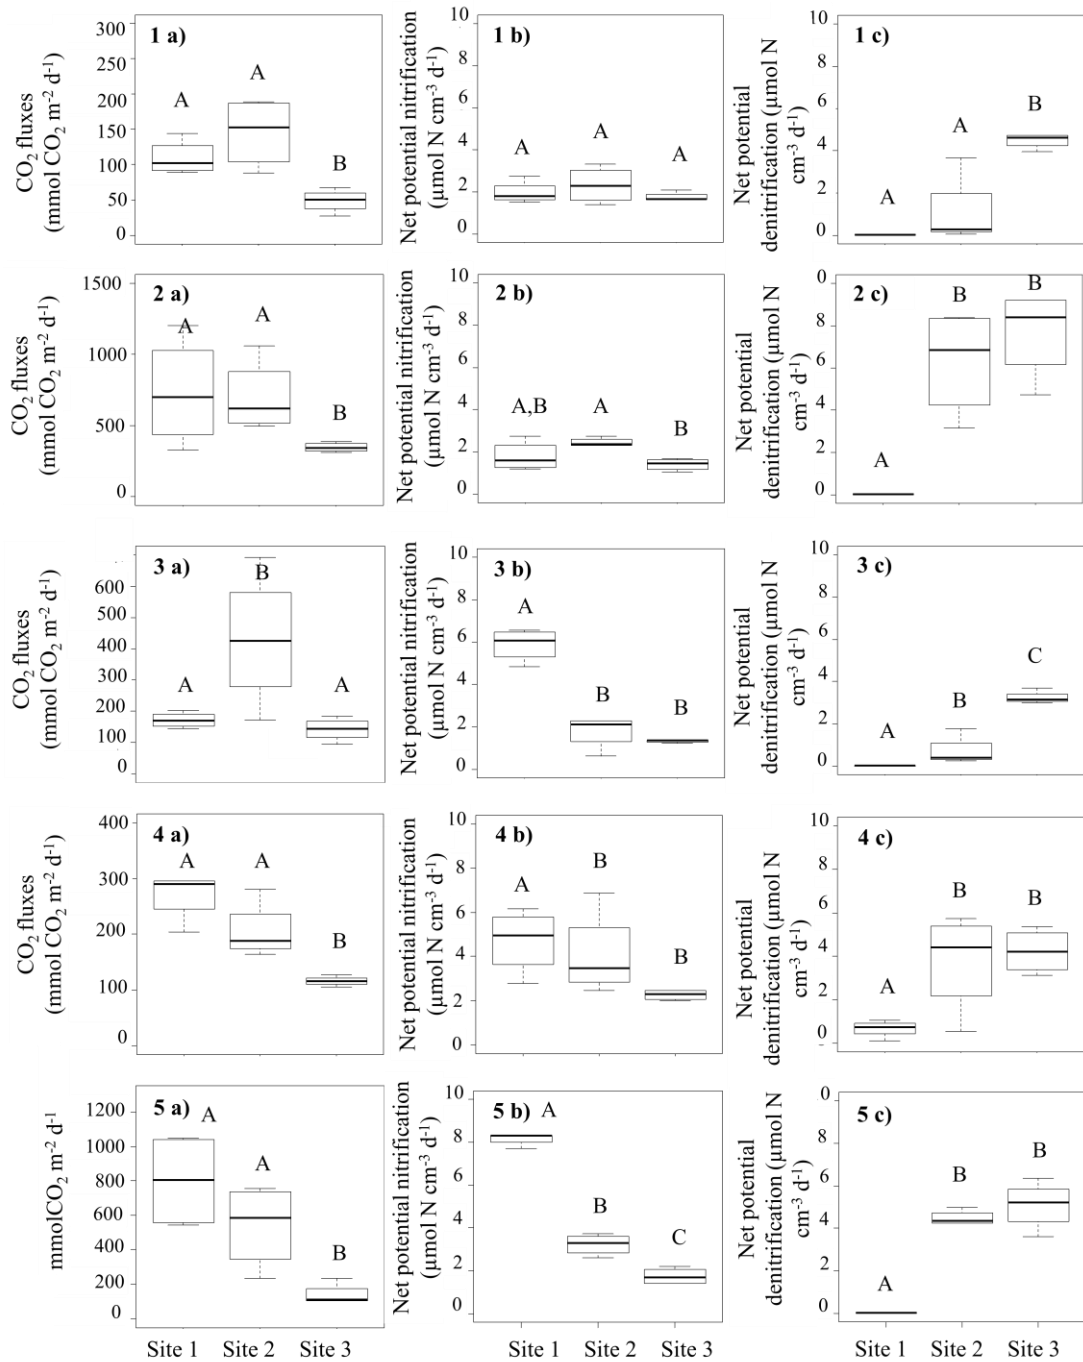 CO2 fluxes
(mmol CO2 m-2 d-1)
300
250
200
150
100
50
0
1 a)
A
A
B
Net potential nitrification
(µmol N cm-3 d-1)
10
8
6
4
2
0
1 b)
A
A
A
Net potential
denitrification (µmol N
cm-3 d-1)
10
8
6
4
2
0
1 c)
A
A
B
CO2 fluxes
(mmol CO2 m-2 d-1)
1500
1000
500
0
2 a)
A
A
B
Net potential nitrification
(µmol N cm-3 d-1)
10
8
6
4
2
0
2 b)
A,B
A
B
Net potential
denitrification (µmol N
cm-3 d-1)
0
8
6
4
2
0
2 c)
A
B
B
CO2 fluxes
(mmol CO2 m-2 d-1)
600
500
400
300
200
100
0
3 a)
A
B
A
Net potential nitrification
(µmol N cm-3 d-1)
10
8
6
4
2
0
3 b)
A
B
B
Net potential
denitrification (µmol N
cm-3 d-1)
10
8
6
4
2
0
3 c)
A
B
C
CO2 fluxes
(mmol CO2 m-2 d-1)
400
300
200
100
0
4 a)
A
A
B
Net potential nitrification
(µmol N cm-3 d-1)
10
8
6
4
2
0
4 b)
A
B
B
Net potential
denitrification (µmol N
cm-3 d-1)
10
8
6
4
2
0
4 c)
A
B
B
mmolCO2 m-2 d-1
1200
1000
800
600
400
200
0
5 a)
A
A
B
Net potential nitrification
(µmol N cm-3 d-1)
10
8
6
4
2
0
5 b)
A
B
C
Net potential
denitrification (µmol N
cm-3 d-1)
0
8
6
4
2
0
5 c)
A
B
B
Site 1 Site 2 Site 3
Site 1 Site 2 Site 3
Site 1 Site 2 Site 3